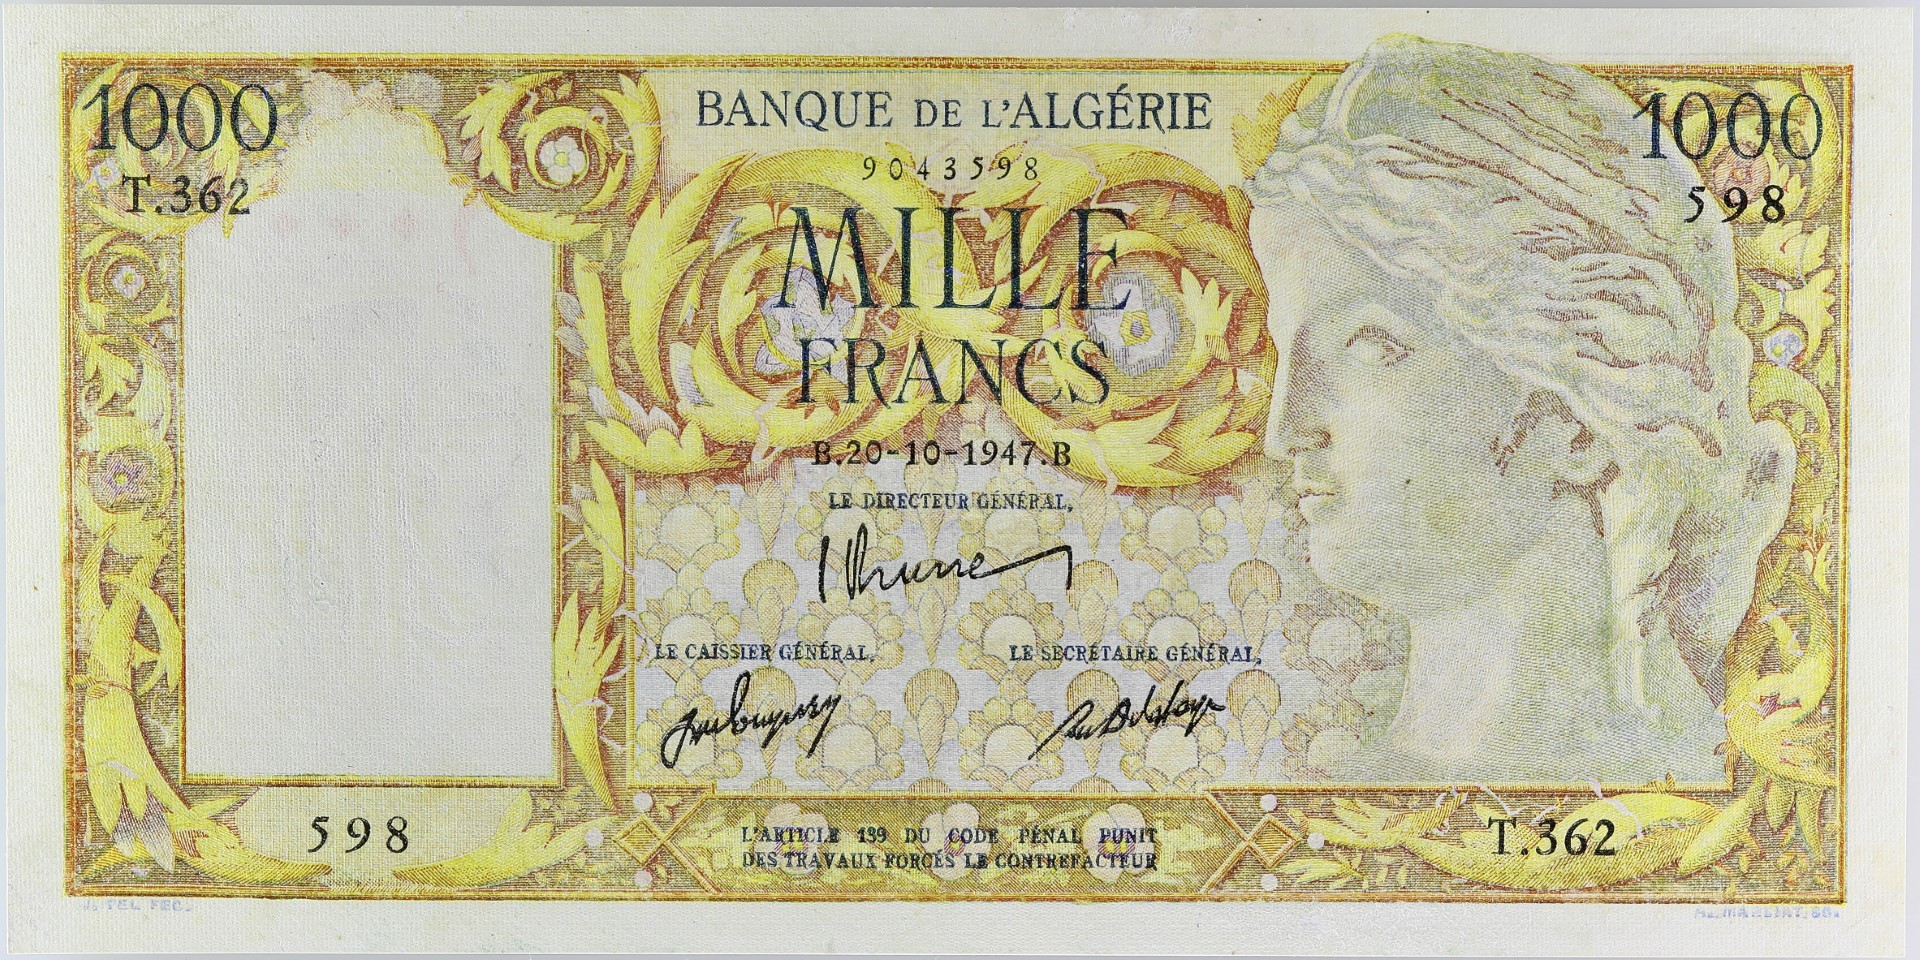 1000
BANQUE DE L'ALGÉRIE
1000
9043598
T.362
598
MILLE
FRANCS
B.20-10-1947.B
LE DIRECTEUR GÉNÉRAL,
LE CAISSIER GÉNÉRAL,
LE SECRÉTAIRE GÉNÉRAL,
598
L'ARTICLE 139 DU CODE PÉNAL PUNIT
DES TRAVAUX FORCÉS LE CONTREFACTEUR
T.362
FEC.